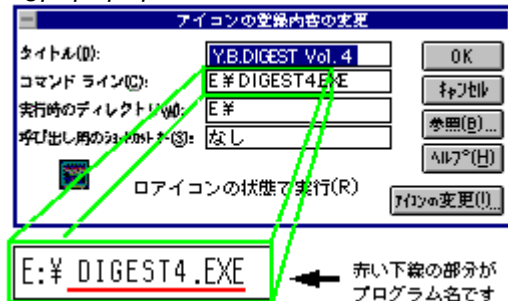 アイコンの登録内容の変更
タイトル(D): Y.B.DIGEST Vol. 4 OK
コマンド ライン(C): E¥DIGEST4.EXE キャンセル
実行時のディレクトリ(W): E¥ 参照(B)...
呼び出し用のショートカットキー(S): なし ヘルプ(H)
ロアイコンの状態で実行(R) アイコンの変更(I)...
E:¥ DIGEST4.EXE 赤い下線の部分が
プログラム名です